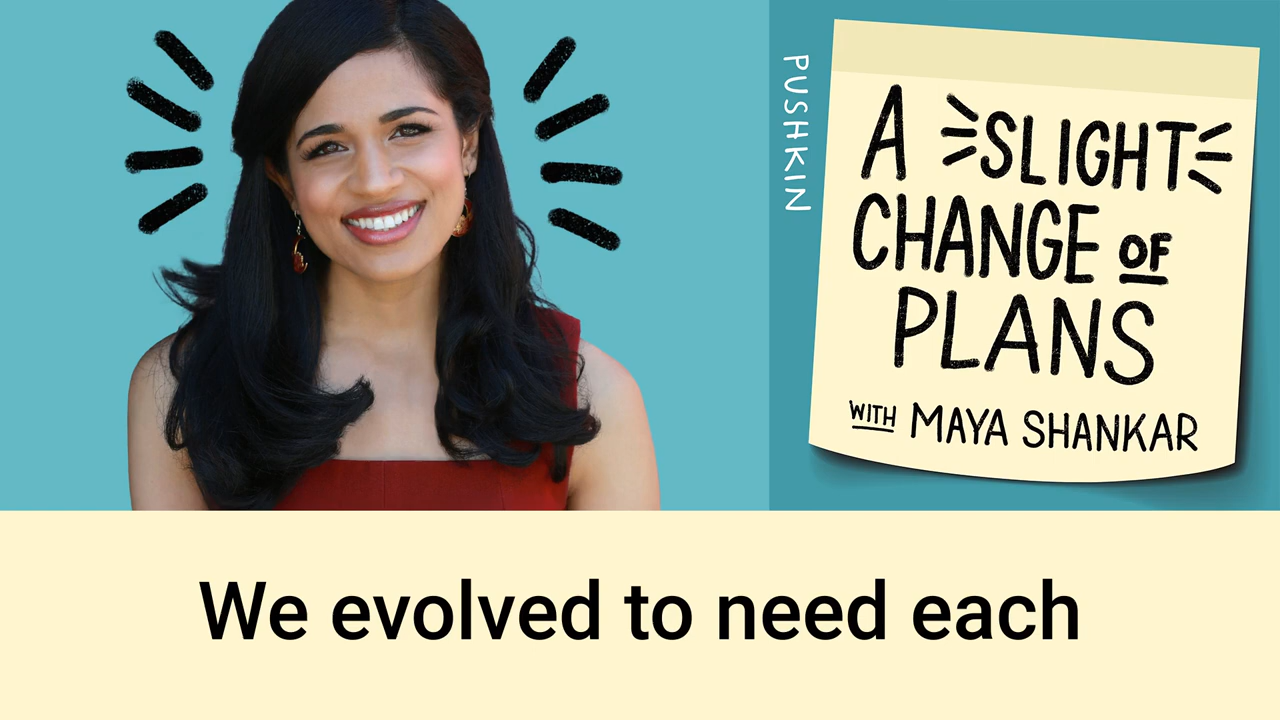 PUSHKIN
A SLIGHT
CHANGE OF
PLANS
WITH MAYA SHANKAR
We evolved to need each